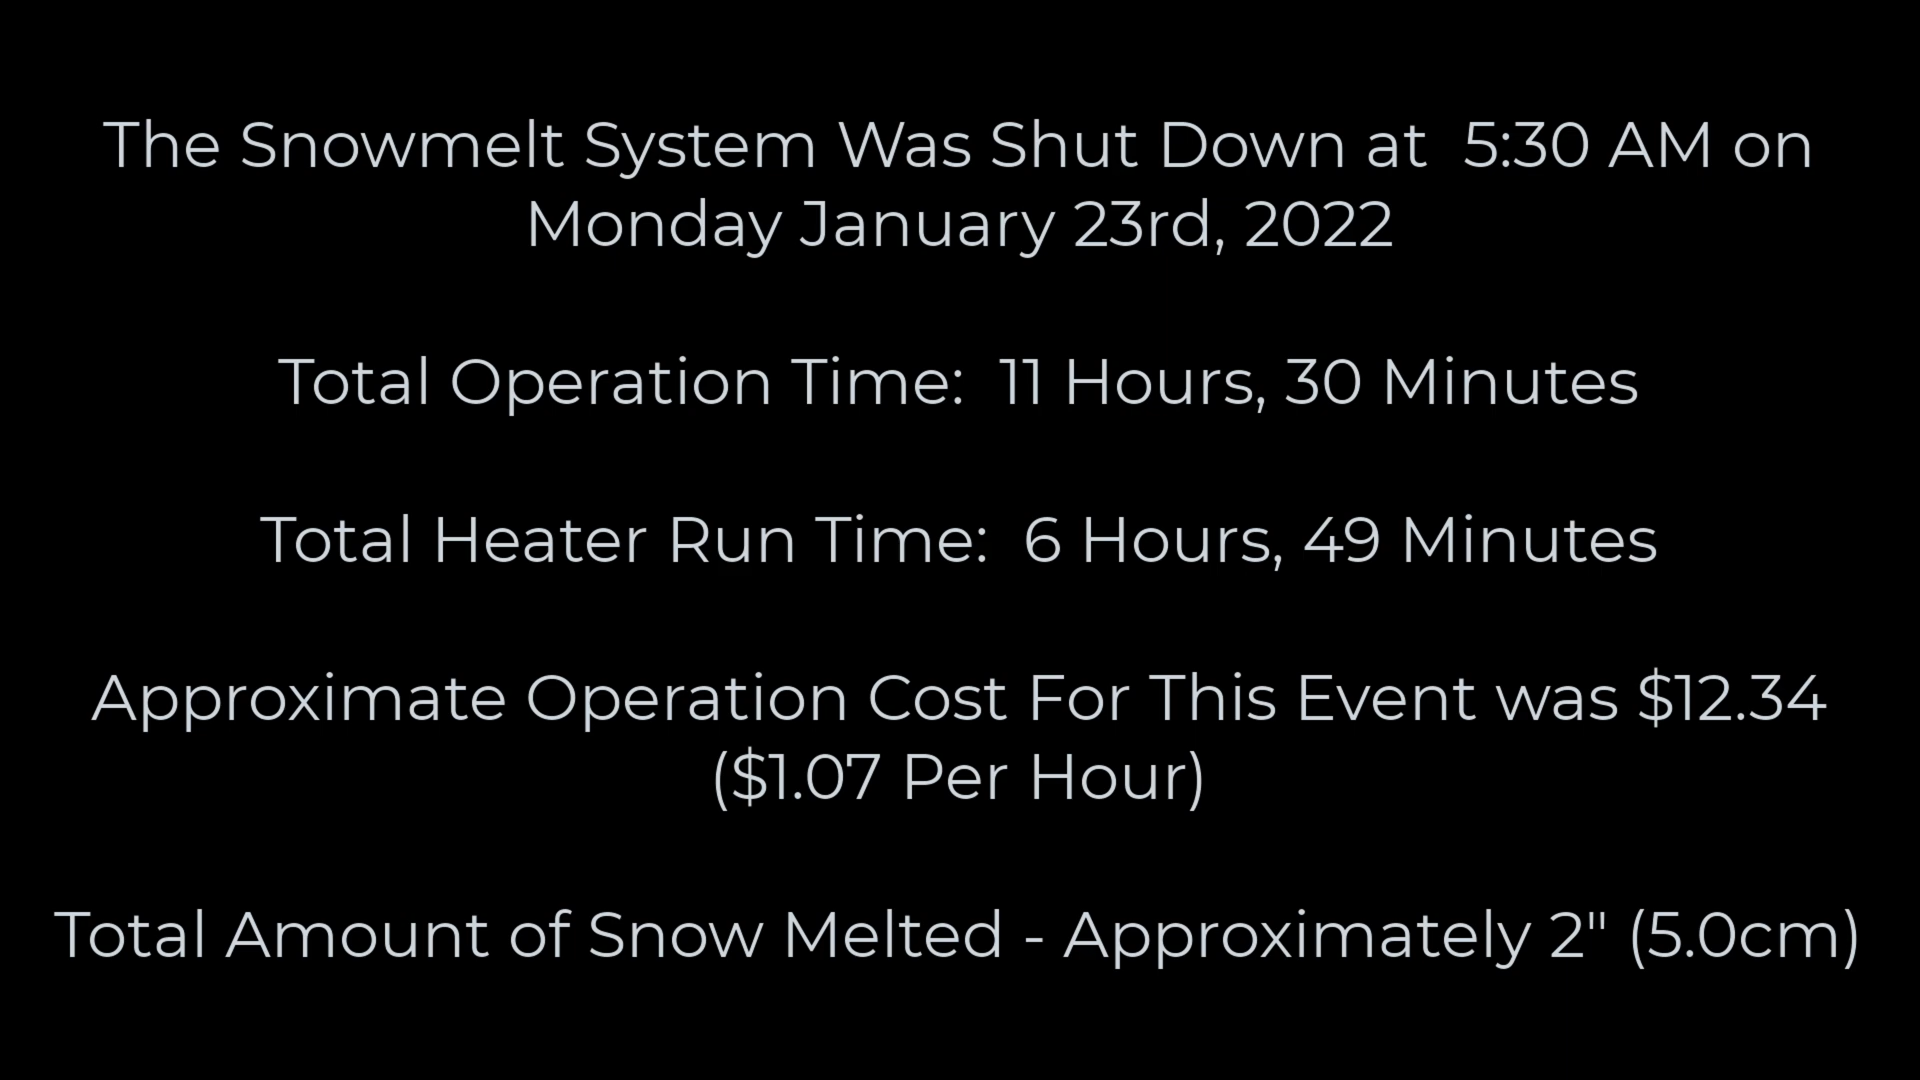 The Snowmelt System Was Shut Down at  5:30 AM on
Monday January 23rd, 2022
Total Operation Time:  11 Hours, 30 Minutes
Total Heater Run Time:  6 Hours, 49 Minutes
Approximate Operation Cost For This Event was $12.34
($1.07 Per Hour)
Total Amount of Snow Melted - Approximately 2" (5.0cm)